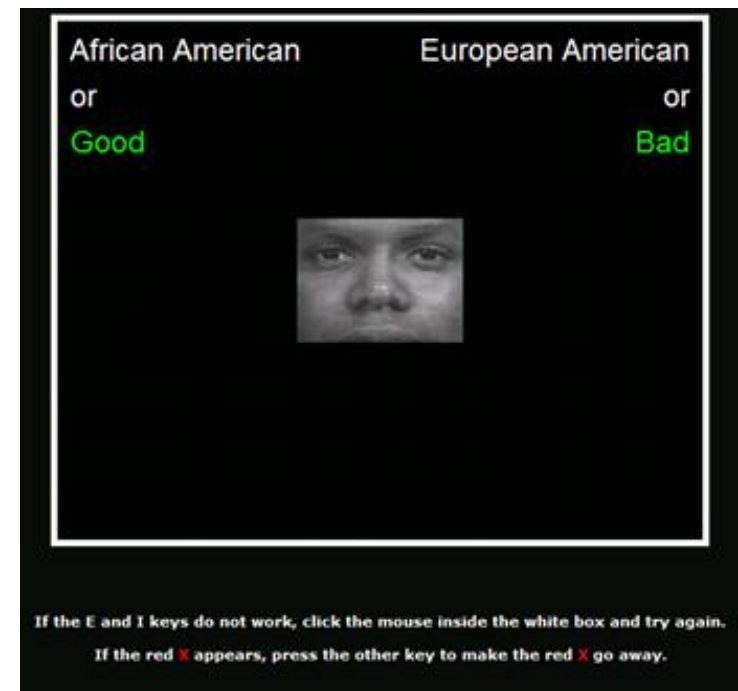 African American European American
or or
Good Bad
If the E and I keys do not work, click the mouse inside the white box and try again.
If the red X appears, press the other key to make the red X go away.